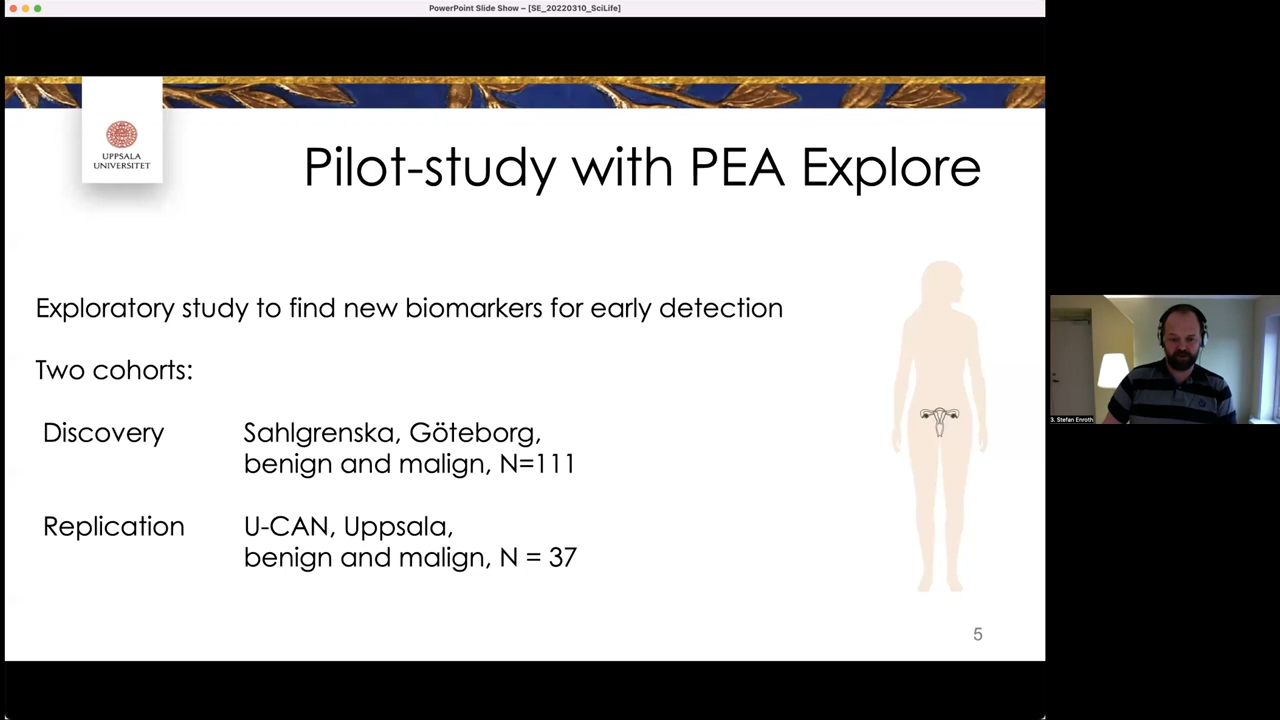 PowerPoint Slide Show – [SE_20220310_SciLife]
UPPSALA
UNIVERSITET
Pilot-study with PEA Explore
Exploratory study to find new biomarkers for early detection
Two cohorts:
Discovery Sahlgrenska, Göteborg,
benign and malign, N=111
Replication U-CAN, Uppsala,
benign and malign, N = 37
5
3. Stefan Enroth